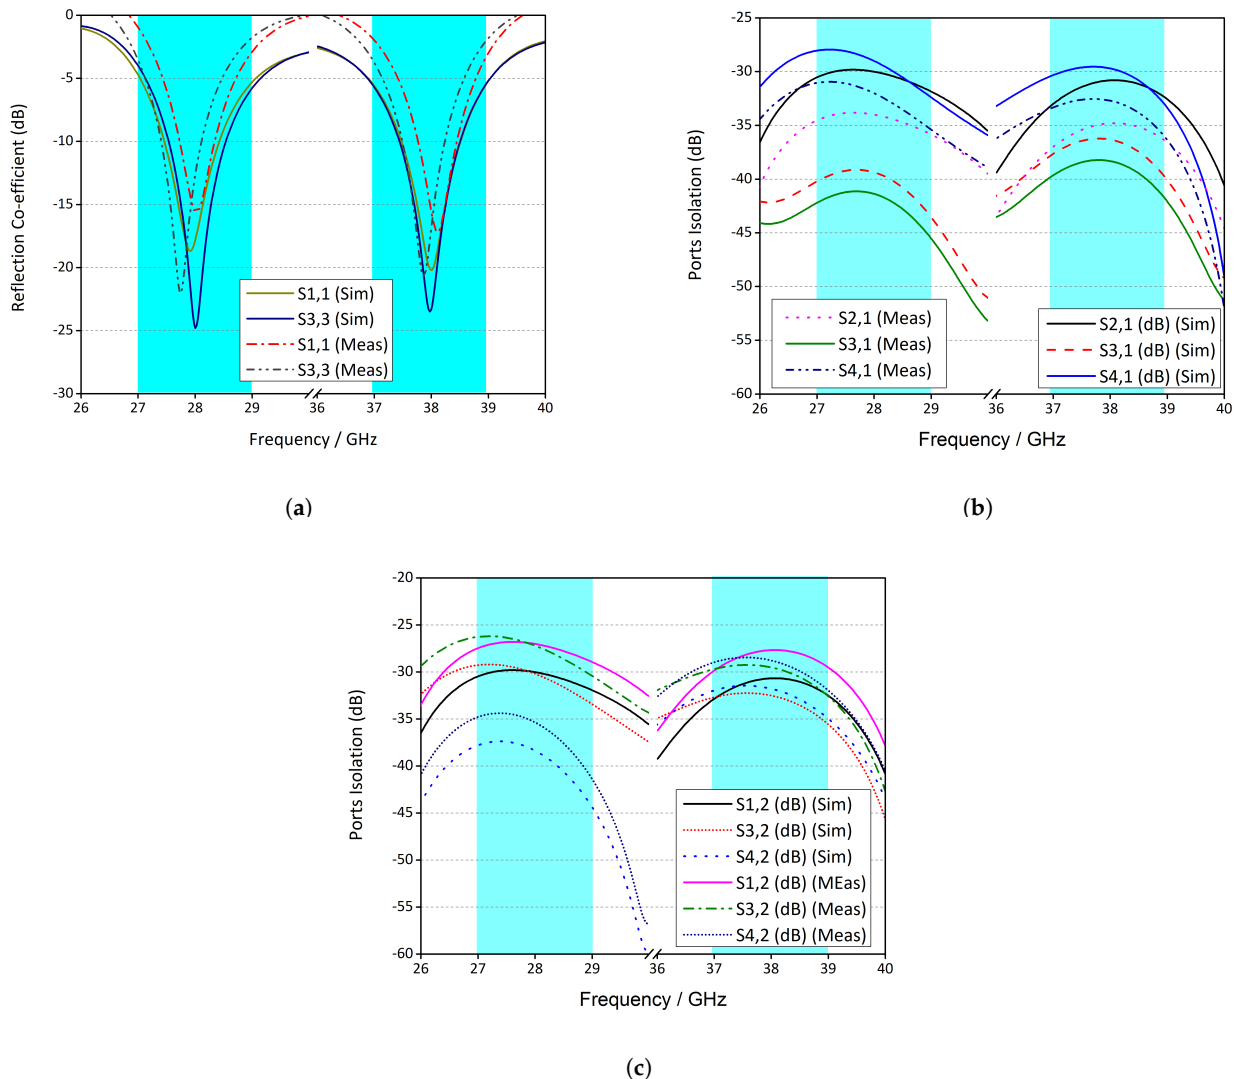 0
-5
-10
-15
-20
-25
-30
Reflection Co-efficient (dB)
S1,1 (Sim)
S3,3 (Sim)
S1,1 (Meas)
S3,3 (Meas)
26 27 28 29 36 37 38 39 40
Frequency / GHz
(a)
-25
-30
-35
-40
-45
-50
-55
-60
Ports Isolation (dB)
S2,1 (Meas)
S3,1 (Meas)
S4,1 (Meas)
S2,1 (dB) (Sim)
S3,1 (dB) (Sim)
S4,1 (dB) (Sim)
26 27 28 29 36 37 38 39 40
Frequency / GHz
(b)
-20
-25
-30
-35
-40
-45
-50
-55
-60
Ports Isolation (dB)
S1,2 (dB) (Sim)
S3,2 (dB) (Sim)
S4,2 (dB) (Sim)
S1,2 (dB) (MEas)
S3,2 (dB) (Meas)
S4,2 (dB) (Meas)
26 27 28 29 36 37 38 39 40
Frequency / GHz
(c)